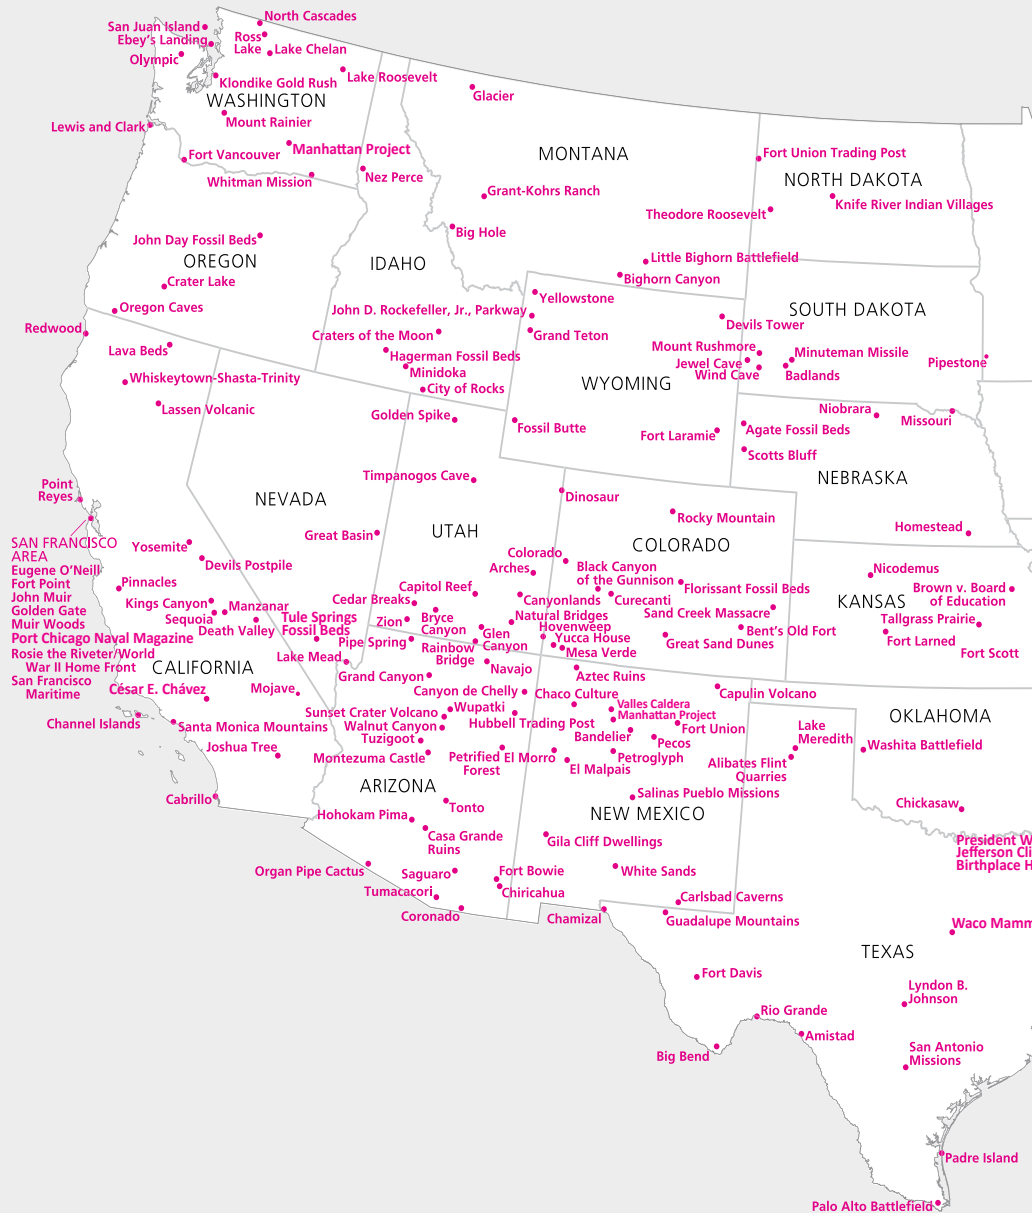 North Cascades
San Juan Island
Ross
Lake
Ebey's Landing
Lake Chelan
Olympic
Klondike Gold Rush
Lake Roosevelt
Glacier
WASHINGTON
Mount Rainier
Lewis and Clark
Manhattan Project
Fort Vancouver
Whitman Mission
Nez Perce
MONTANA
Fort Union Trading Post
NORTH DAKOTA
Grant-Kohrs Ranch
Knife River Indian Villages
Theodore Roosevelt
Big Hole
John Day Fossil Beds
OREGON
IDAHO
Little Bighorn Battlefield
Bighorn Canyon
Crater Lake
Oregon Caves
Yellowstone
John D. Rockefeller, Jr., Parkway
Grand Teton
SOUTH DAKOTA
Devils Tower
Redwood
Lava Beds
Craters of the Moon
Hagerman Fossil Beds
Minidoka
City of Rocks
Mount Rushmore
Jewel Cave
Wind Cave
Minuteman Missile
Badlands
Pipestone
Whiskeytown-Shasta-Trinity
Lassen Volcanic
WYOMING
Golden Spike
Fossil Butte
Fort Laramie
Niobrara
Missouri
Agate Fossil Beds
Scotts Bluff
NEBRASKA
Timpanogos Cave
Dinosaur
Point
Reyes
NEVADA
Rocky Mountain
Homestead
Great Basin
UTAH
COLORADO
SAN FRANCISCO
AREA
Eugene O'Neill
Fort Point
John Muir
Golden Gate
Muir Woods
Port Chicago Naval Magazine
Rosie the Riveter/World
War II Home Front
San Francisco
Maritime
Yosemite
Devils Postpile
Pinnacles
Kings Canyon
Sequoia
Manzanar
Death Valley
Tule Springs
Fossil Beds
Colorado
Arches
Black Canyon
of the Gunnison
Curecanti
Florissant Fossil Beds
Sand Creek Massacre
Bent's Old Fort
Great Sand Dunes
Nicodemus
Brown v. Board
of Education
KANSAS
Tallgrass Prairie
Fort Larned
Fort Scott
Capitol Reef
Canyonlands
Natural Bridges
Hovenweep
Yucca House
Mesa Verde
Cedar Breaks
Zion
Bryce
Canyon
Glen
Canyon
Pipe Spring
Rainbow
Bridge
Lake Mead
Navajo
Aztec Ruins
Grand Canyon
CALIFORNIA
César E. Chávez
Mojave
Channel Islands
Santa Monica Mountains
Joshua Tree
Cabrillo
Canyon de Chelly
Chaco Culture
Valles Caldera
Manhattan Project
Capulin Volcano
Sunset Crater Volcano
Wupatki
Walnut Canyon
Hubbell Trading Post
Tuzigoot
Montezuma Castle
Bandelier
Fort Union
Pecos
Petrified
Forest
El Morro
El Malpais
Petroglyph
Lake
Meredith
Alibates Flint
Quarries
OKLAHOMA
Washita Battlefield
Chickasaw
ARIZONA
Tonto
Hohokam Pima
Casa Grande
Ruins
Salinas Pueblo Missions
NEW MEXICO
Gila Cliff Dwellings
President W
Jefferson Cli
Birthplace H
Organ Pipe Cactus
Saguaro
Tumacacori
Coronado
Fort Bowie
Chiricahua
White Sands
Carlsbad Caverns
Chamizal
Guadalupe Mountains
Waco Mamm
TEXAS
Fort Davis
Lyndon B.
Johnson
Rio Grande
Amistad
Big Bend
San Antonio
Missions
Padre Island
Palo Alto Battlefield